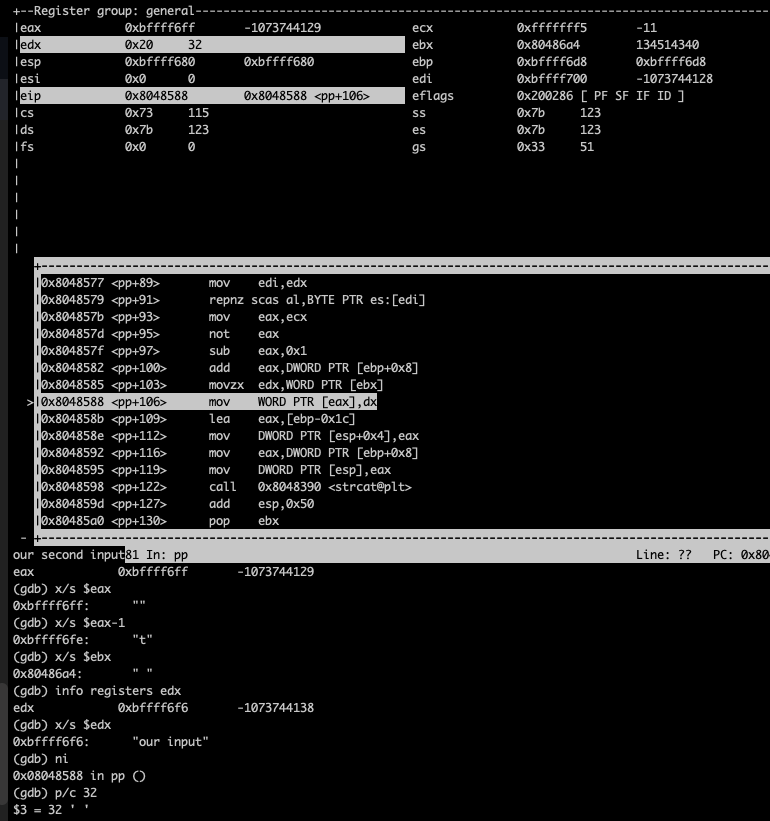 +--Register group: general--------------------------------------------------------------------------------
|eax 0xbffff6ff -1073744129 ecx 0xfffffff5 -11
|edx 0x20 32 ebx 0x80486a4 134514340
|esp 0xbffff680 0xbffff680 ebp 0xbffff6d8 0xbffff6d8
|esi 0x0 0 edi 0xbffff700 -1073744128
|eip 0x8048588 0x8048588 <pp+106> eflags 0x200286 [ PF SF IF ID ]
|cs 0x73 115 ss 0x7b 123
|ds 0x7b 123 es 0x7b 123
|fs 0x0 0 gs 0x33 51
|
|
|
|
|
|
+---------------------------------------------------------------------------------------------------------
|0x8048577 <pp+89> mov edi,edx
|0x8048579 <pp+91> repnz scas al,BYTE PTR es:[edi]
|0x804857b <pp+93> mov eax,ecx
|0x804857d <pp+95> not eax
|0x804857f <pp+97> sub eax,0x1
|0x8048582 <pp+100> add eax,DWORD PTR [ebp+0x8]
|0x8048585 <pp+103> movzx edx,WORD PTR [ebx]
>|0x8048588 <pp+106> mov WORD PTR [eax],dx
|0x804858b <pp+109> lea eax,[ebp-0x1c]
|0x804858e <pp+112> mov DWORD PTR [esp+0x4],eax
|0x8048592 <pp+116> mov eax,DWORD PTR [ebp+0x8]
|0x8048595 <pp+119> mov DWORD PTR [esp],eax
|0x8048598 <pp+122> call 0x8048390 <strcat@plt>
|0x804859d <pp+127> add esp,0x50
|0x80485a0 <pp+130> pop ebx
- +---------------------------------------------------------------------------------------------------------
our second input81 In: pp Line: ?? PC: 0x80
eax 0xbffff6ff -1073744129
(gdb) x/s $eax
0xbffff6ff: ""
(gdb) x/s $eax-1
0xbffff6fe: "t"
(gdb) x/s $ebx
0x80486a4: " "
(gdb) info registers edx
edx 0xbffff6f6 -1073744138
(gdb) x/s $edx
0xbffff6f6: "our input"
(gdb) ni
0x08048588 in pp ()
(gdb) p/c 32
$3 = 32 ' '